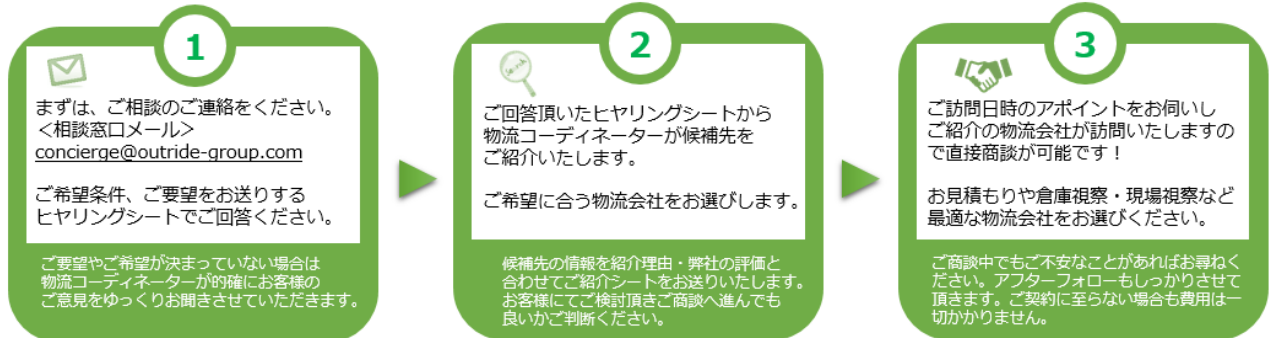 1
まずは、ご相談のご連絡をください。
＜相談窓口メール＞
concierge@outride-group.com
ご希望条件、ご要望をお送りする
ヒヤリングシートでご回答ください。
ご要望やご希望が決まっていない場合は
物流コーディネーターが的確にお客様の
ご意見をゆっくりお聞きさせていただきます。
2
Search
ご回答頂いたヒヤリングシートから
物流コーディネーターが候補先を
ご紹介いたします。
ご希望に合う物流会社をお選びします。
候補先の情報を紹介理由・弊社の評価と
合わせてご紹介シートをお送りいたします。
お客様にてご検討頂きご商談へ進んでも
良いかご判断ください。
3
ご訪問日時のアポイントをお伺いし
ご紹介の物流会社が訪問いたしますの
で直接商談が可能です！
お見積もりや倉庫視察・現場視察など
最適な物流会社をお選びください。
ご商談中でもご不安なことがあればお尋ねく
ださい。アフターフォローもしっかりさせて
頂きます。ご契約に至らない場合も費用は一
切かかりません。